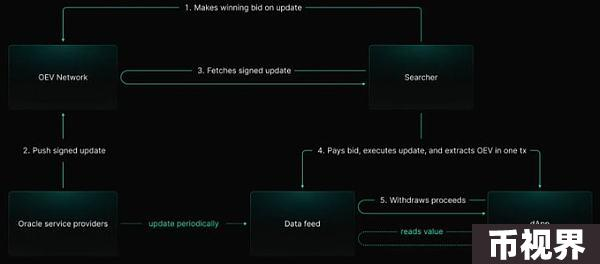 1. Makes winning bid on update
OEV Network
3. Fetches signed update
Searcher
2. Push signed update
4. Pays bid, executes update, and extracts OEV in one tx
Oracle service providers
update periodically
Data feed
5. Withdraws proceeds
reads value
dApp
币视界